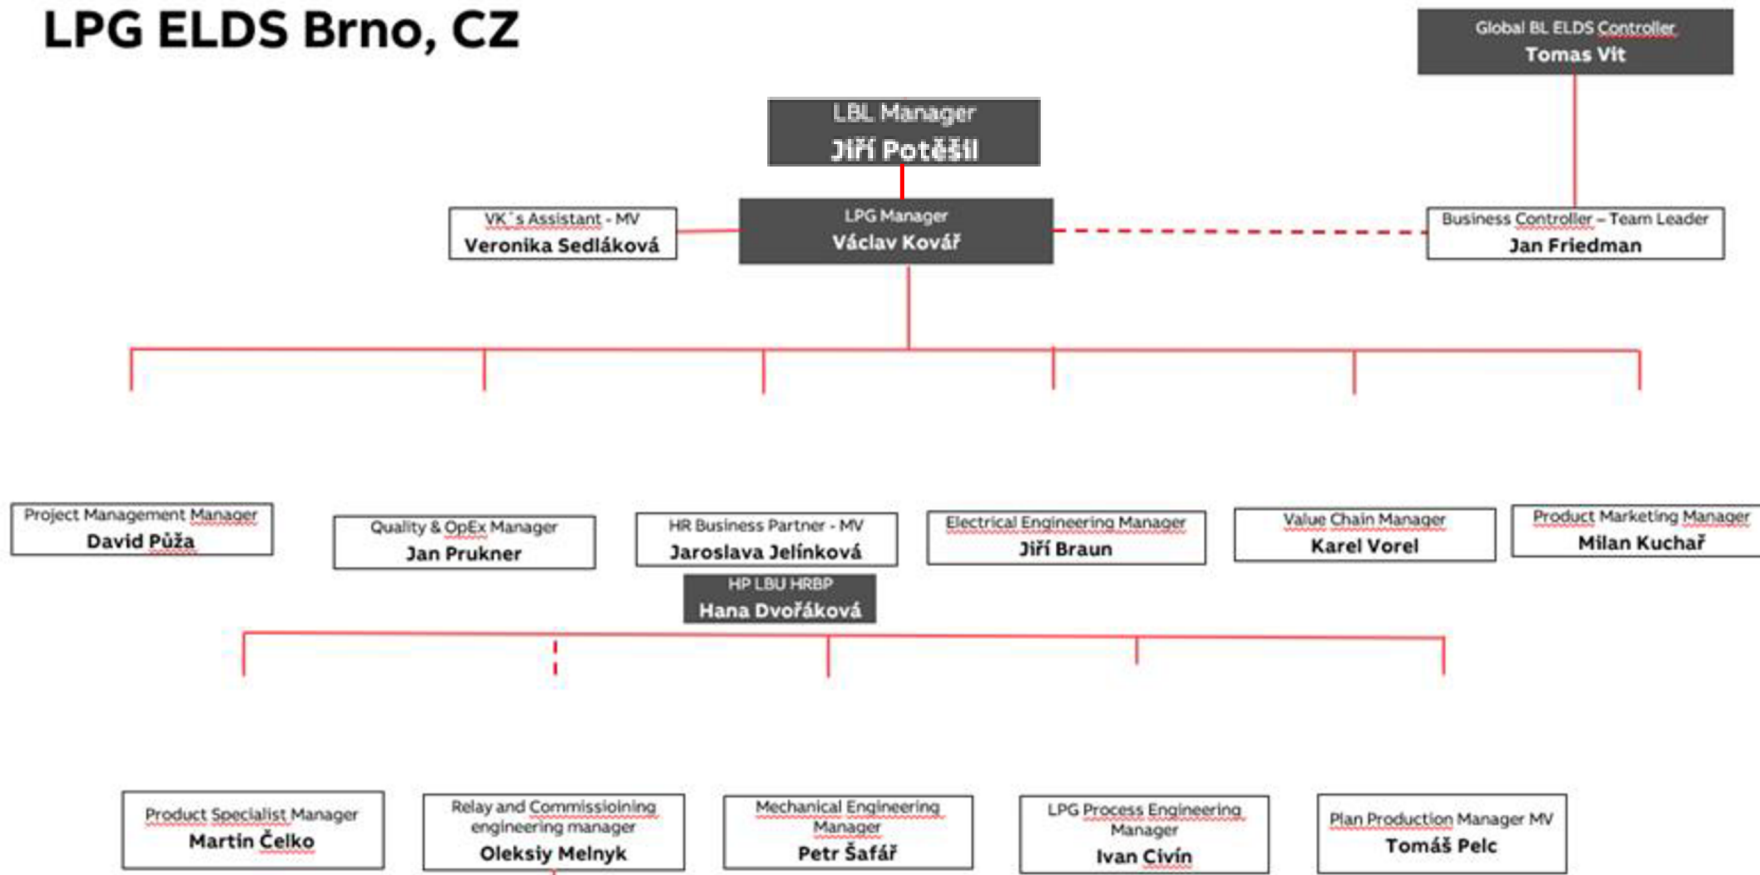 LPG ELDS Brno, CZ
Global BL ELDS Controller
Tomas Vit
LBL Manager
Jiří Potěšil
VK´s Assistant - MV
Veronika Sedláková
LPG Manager
Václav Kovář
Business Controller – Team Leader
Jan Friedman
Project Management Manager
David Půža
Quality & OpEx Manager
Jan Prukner
HR Business Partner - MV
Jaroslava Jelínková
HP LBU HRBP
Hana Dvořáková
Electrical Engineering Manager
Jiří Braun
Value Chain Manager
Karel Vorel
Product Marketing Manager
Milan Kuchař
Product Specialist Manager
Martin Čelko
Relay and Commissioining
engineering manager
Oleksiy Melnyk
Mechanical Engineering
Manager
Petr Šafář
LPG Process Engineering
Manager
Ivan Civín
Plan Production Manager MV
Tomáš Pelc